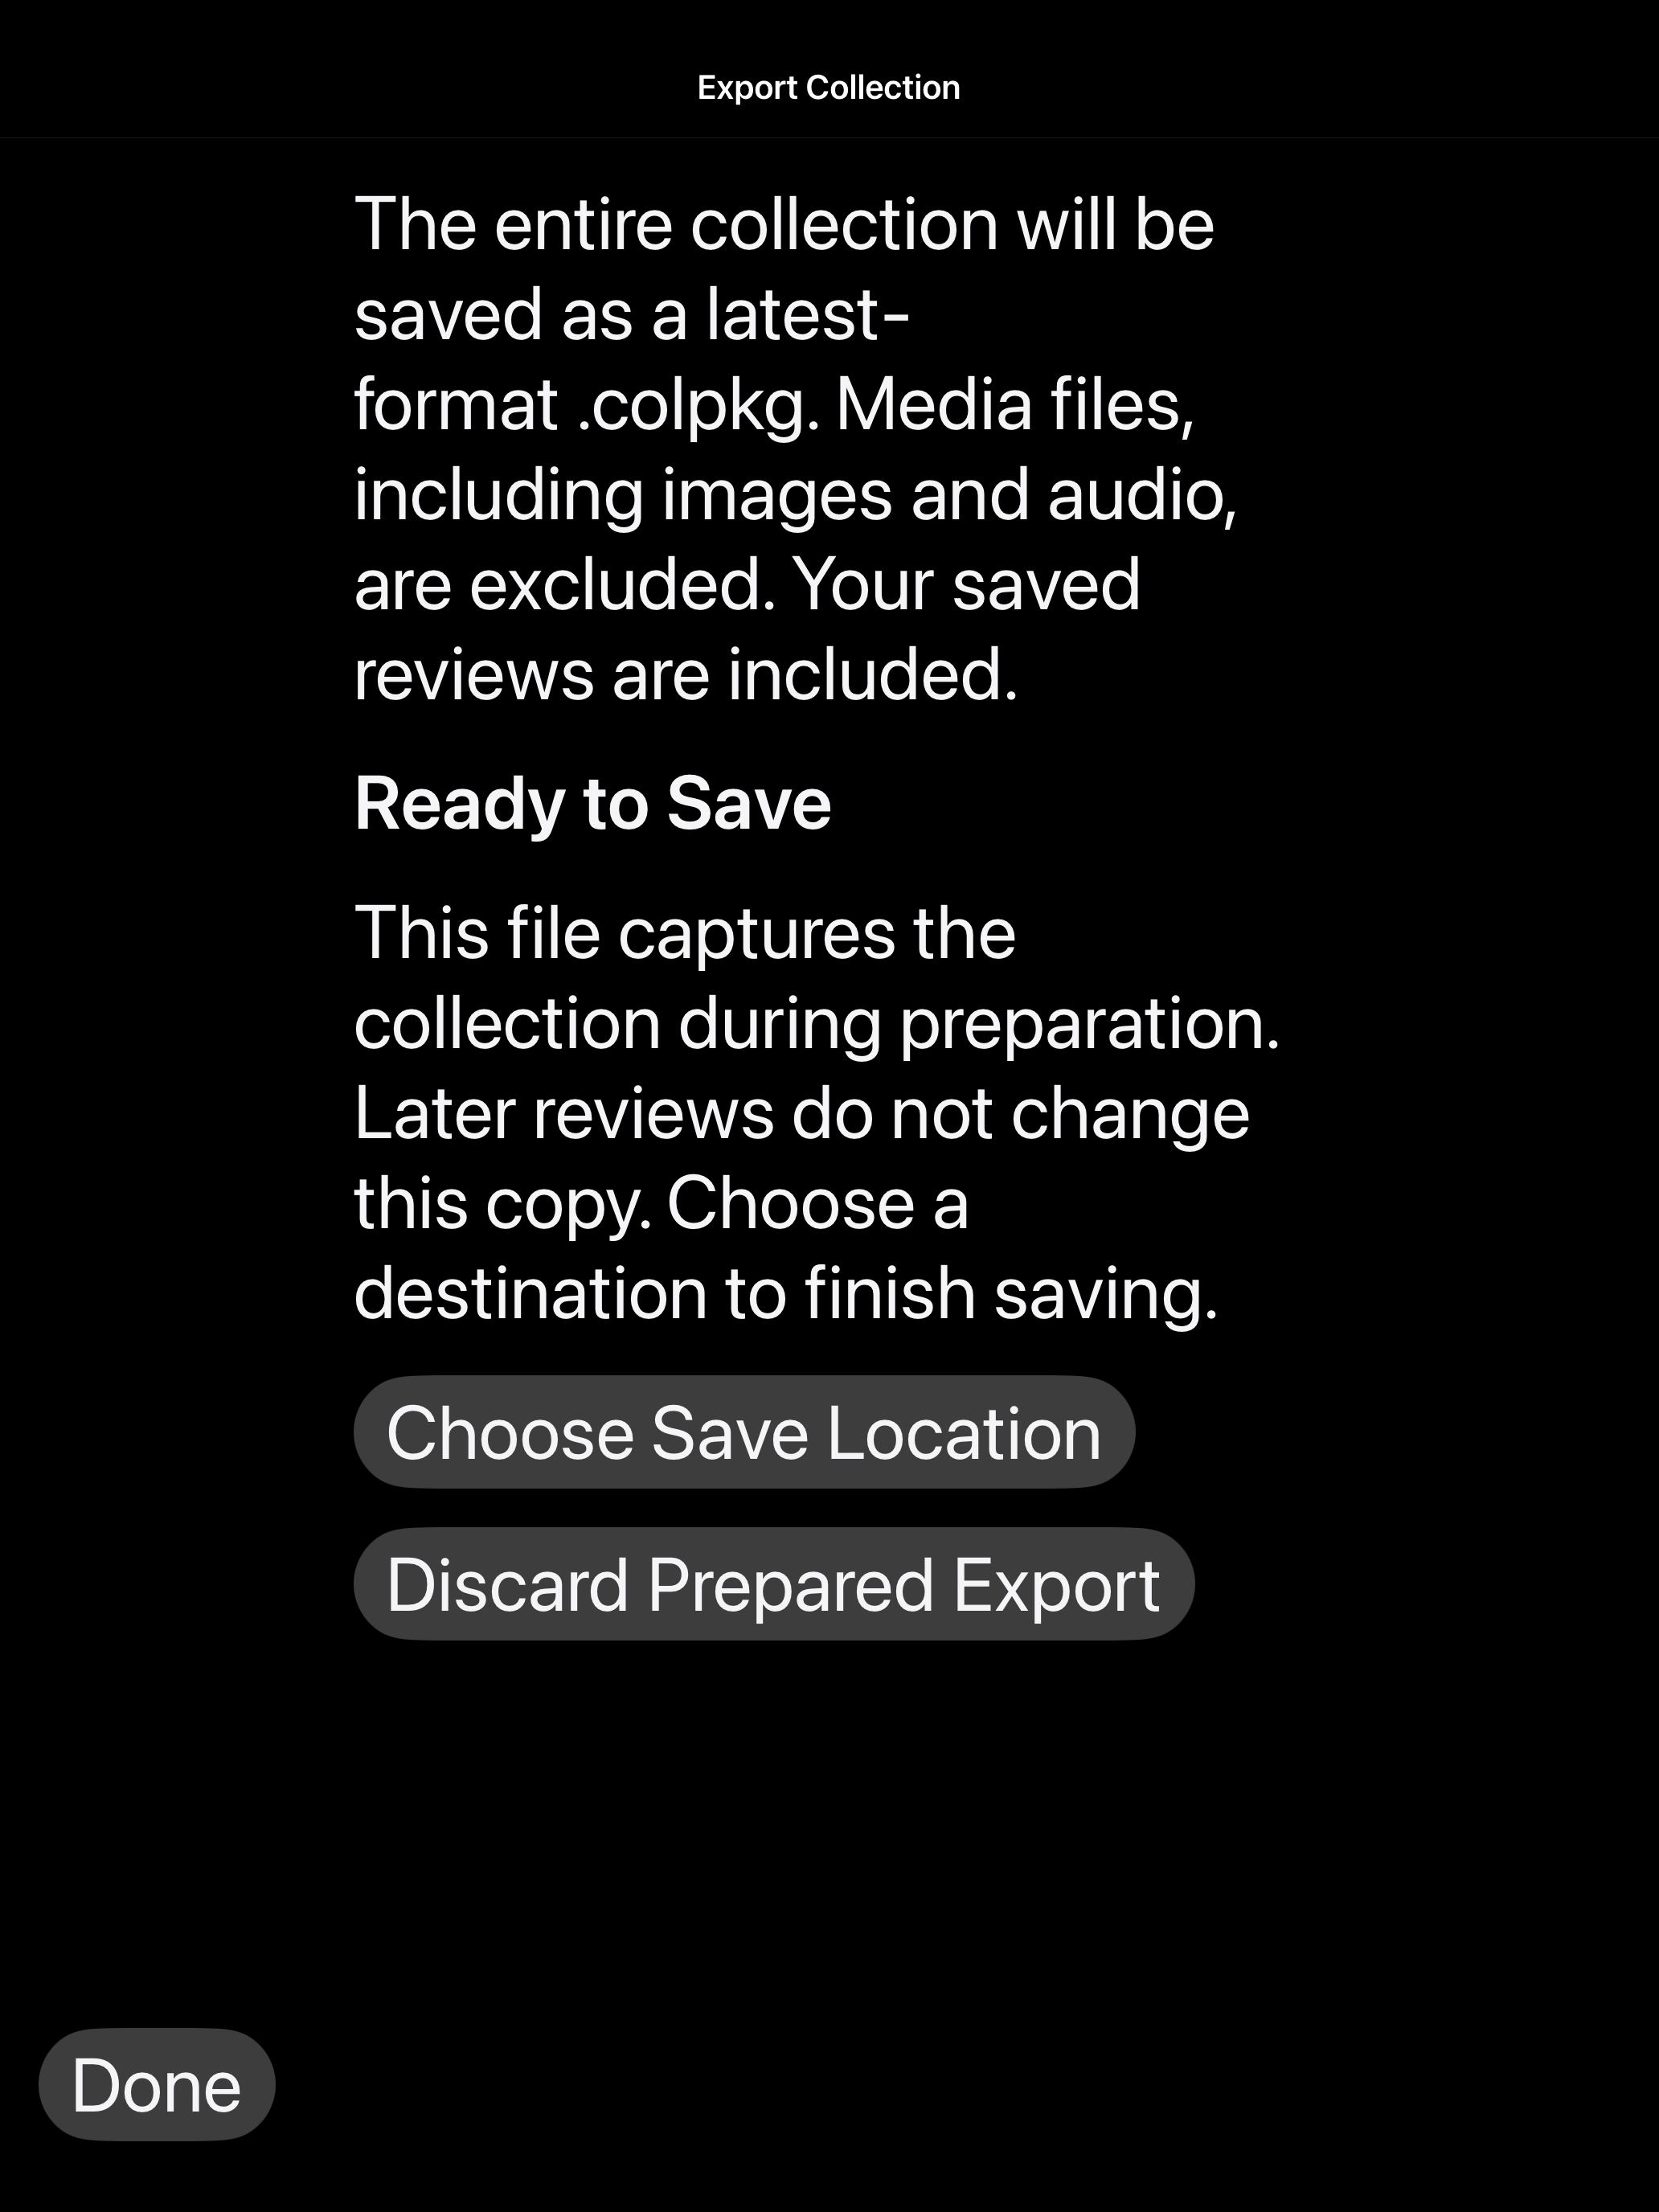 Export Collection
The entire collection will be
saved as a latest-
format .colpkg. Media files,
including images and audio,
are excluded. Your saved
reviews are included.
Ready to Save
This file captures the
collection during preparation.
Later reviews do not change
this copy. Choose a
destination to finish saving.
Choose Save Location
Discard Prepared Export
Done